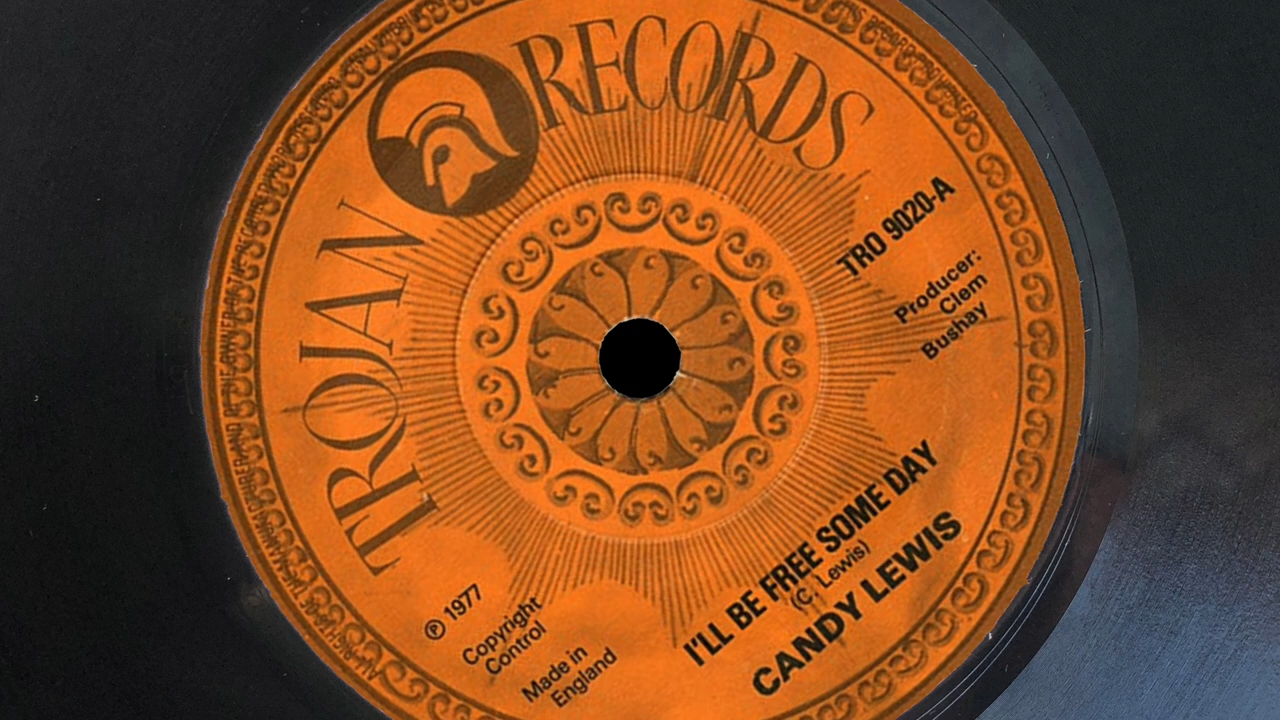 TROJAN RECORDS
TRO 9020-A
Producer:
Clem
Bushay
I'LL BE FREE SOME DAY
(C. Lewis)
CANDY LEWIS
℗ 1977
Copyright
Control
Made in
England